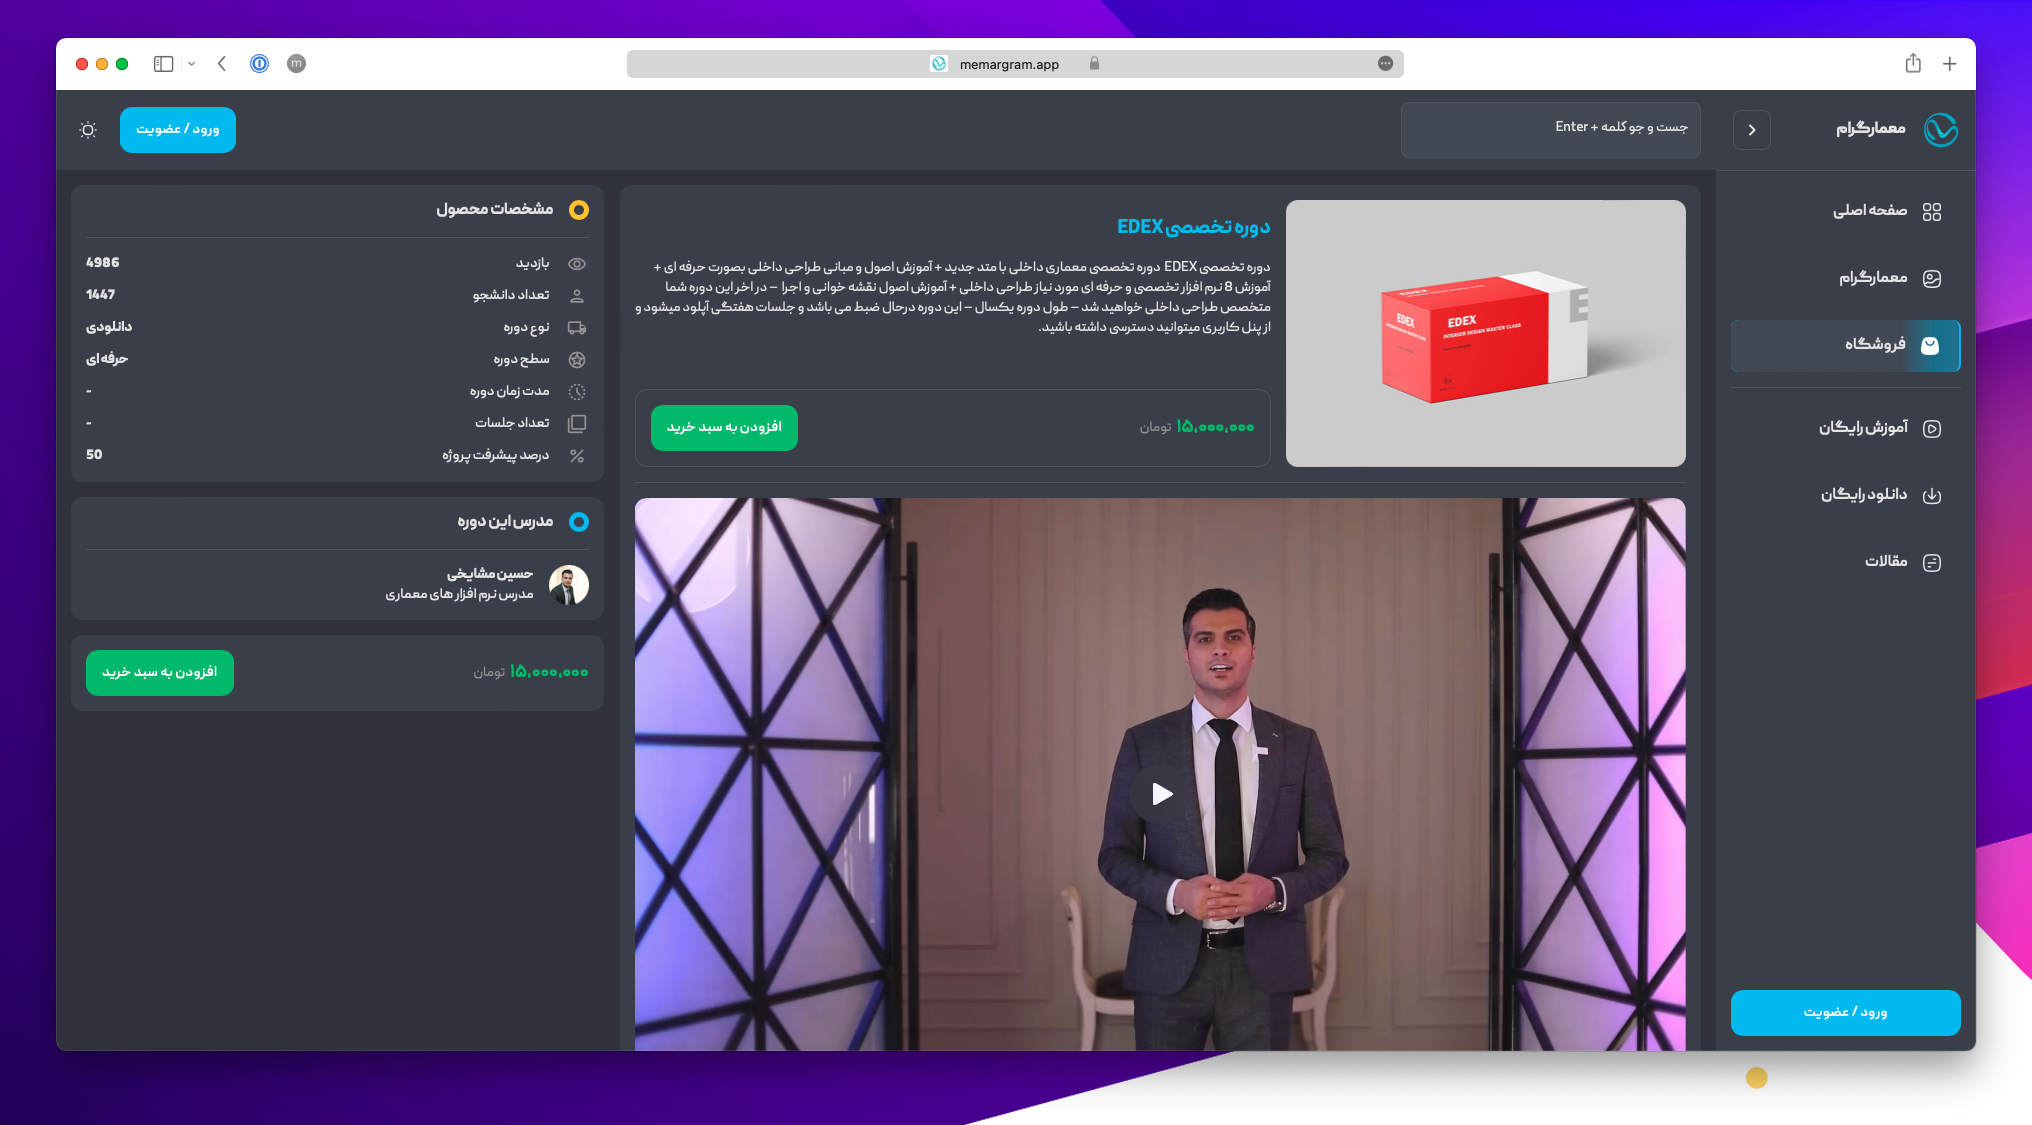 memargram.app
m
معمارگرام
جست و جو کلمه + Enter
ورود / عضویت
صفحه اصلی
معمارگرام
فروشگاه
آموزش رایگان
دانلود رایگان
مقالات
ورود / عضویت
دوره تخصصی EDEX
دوره تخصصی EDEX دوره تخصصی معماری داخلی با متد جدید + آموزش اصول و مبانی طراحی داخلی بصورت حرفه ای +
آموزش 8 نرم افزار تخصصی و حرفه ای مورد نیاز طراحی داخلی + آموزش اصول نقشه خوانی و اجرا – در اخر این دوره شما
متخصص طراحی داخلی خواهید شد – طول دوره یکسال – این دوره درحال ضبط می باشد و جلسات هفتگی آپلود میشود و
از پنل کاربری میتوانید دسترسی داشته باشید.
۱۵,۰۰۰,۰۰۰ تومان
افزودن به سبد خرید
EDEX
EDEX
INTERIOR DESIGN MASTER CLASS
EDEX
E
مشخصات محصول
بازدید 4986
تعداد دانشجو 1447
نوع دوره دانلودی
سطح دوره حرفه ای
مدت زمان دوره -
تعداد جلسات -
درصد پیشرفت پروژه 50
مدرس این دوره
حسین مشایخی
مدرس نرم افزار های معماری
۱۵,۰۰۰,۰۰۰ تومان
افزودن به سبد خرید